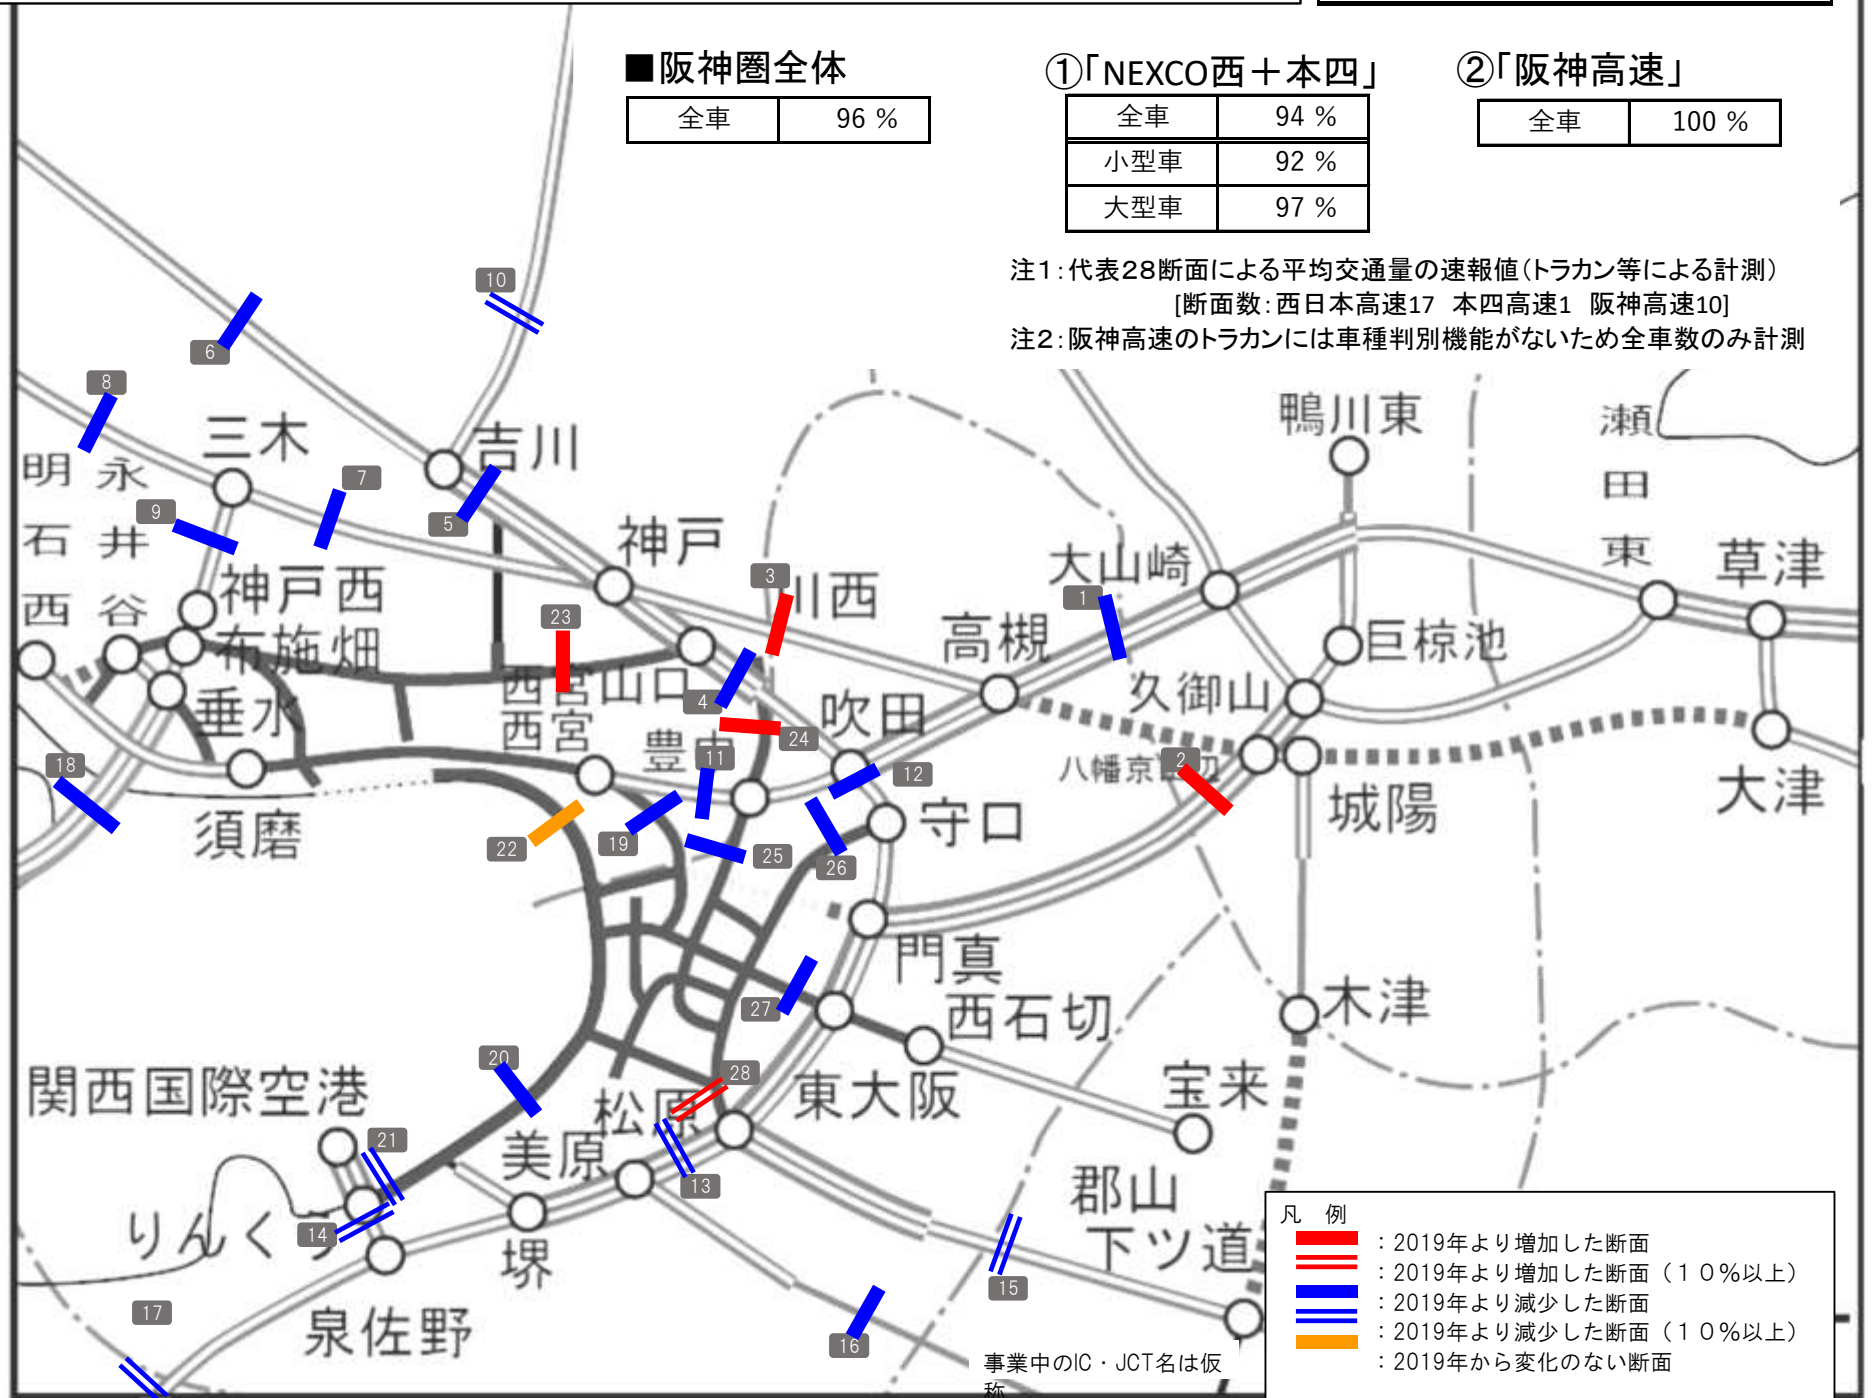 ■阪神圏全体
全車 96 %
①「NEXCO西＋本四」
全車 94 %
小型車 92 %
大型車 97 %
②「阪神高速」
全車 100 %
注1：代表28断面による平均交通量の速報値（トラカン等による計測）
[断面数：西日本高速17 本四高速1 阪神高速10]
注2：阪神高速のトラカンには車種判別機能がないため全車数のみ計測
10
6
8
三木
吉川
鴨川東
瀬田東
明石西
永井谷
7
9
5
神戸
3
川西
大山崎
1
草津
神戸西
布施畑
23
高槻
巨椋池
西宮山口
4
久御山
垂水
西宮
24
吹田
豊中
11
12
八幡京田辺
2
18
須磨
城陽
大津
守口
22
19
25
26
門真
27
西石切
木津
20
28
関西国際空港
松原
東大阪
宝来
21
美原
13
郡山下ツ道
14
りんくう
堺
15
17
泉佐野
16
事業中のIC・JCT名は仮
称
凡 例
：2019年より増加した断面
：2019年より増加した断面（１０％以上）
：2019年より減少した断面
：2019年より減少した断面（１０％以上）
：2019年から変化のない断面